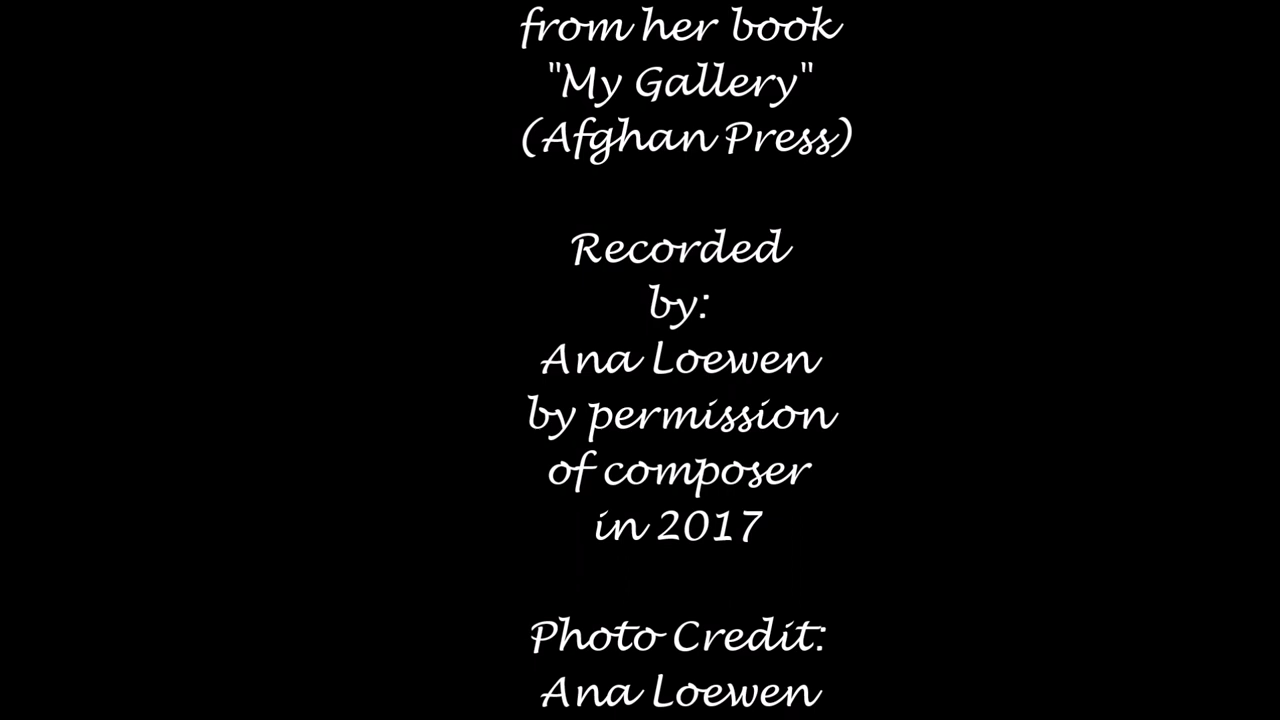 from her book
"My Gallery"
(Afghan Press)
Recorded
by:
Ana Loewen
by permission
of composer
in 2017
Photo Credit:
Ana Loewen